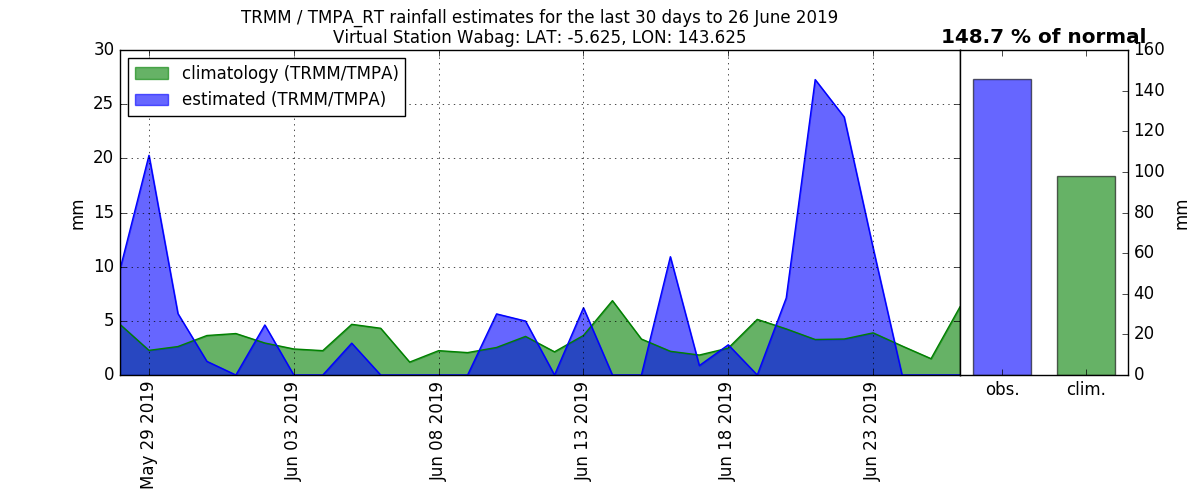 TRMM / TMPA_RT rainfall estimates for the last 30 days to 26 June 2019
Virtual Station Wabag: LAT: -5.625, LON: 143.625
148.7 % of normal
climatology (TRMM/TMPA)
estimated (TRMM/TMPA)
30
25
20
15
10
5
0
mm
May 29 2019
Jun 03 2019
Jun 08 2019
Jun 13 2019
Jun 18 2019
Jun 23 2019
obs.
clim.
160
140
120
100
80
60
40
20
0
mm